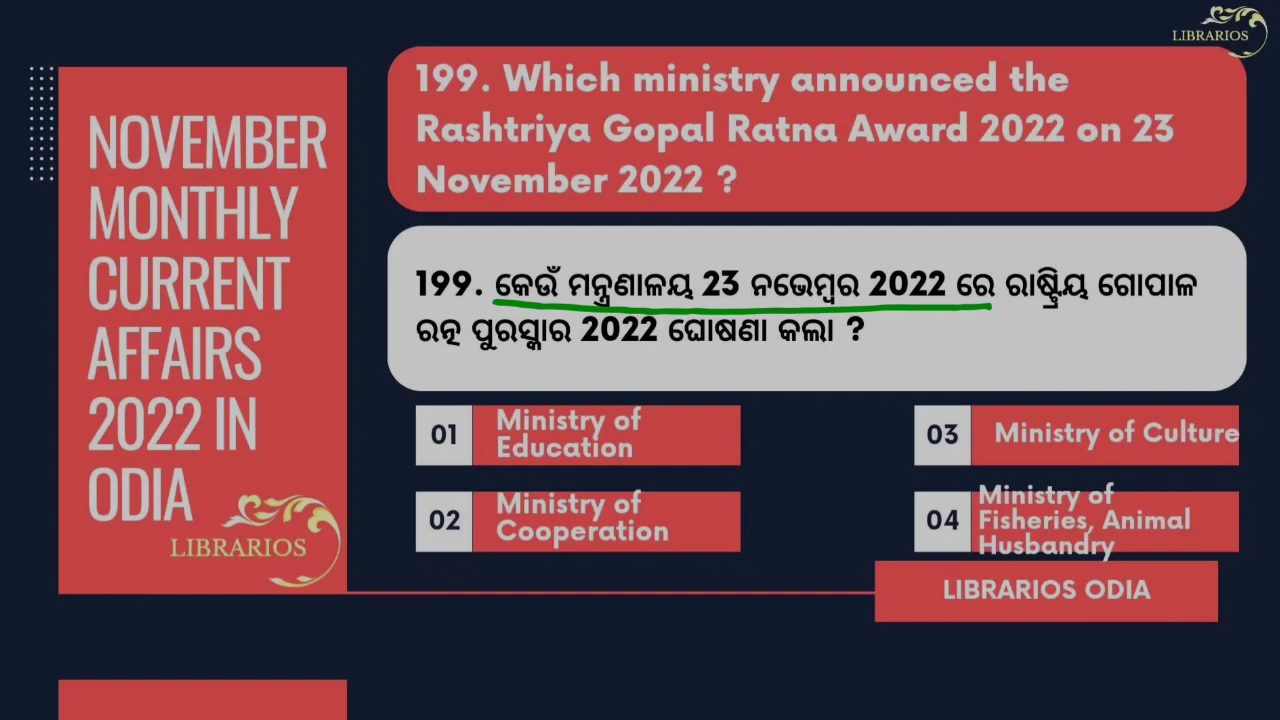 LIBRARIOS
NOVEMBER
MONTHLY
CURRENT
AFFAIRS
2022 IN
ODIA
LIBRARIOS
199. Which ministry announced the
Rashtriya Gopal Ratna Award 2022 on 23
November 2022 ?
199. କେଉଁ ମନ୍ତ୍ରଣାଳୟ 23 ନଭେମ୍ବର 2022 ରେ ରାଷ୍ଟ୍ରିୟ ଗୋପାଳ
ରତ୍ନ ପୁରସ୍କାର 2022 ଘୋଷଣା କଲା ?
01 Ministry of
Education
02 Ministry of
Cooperation
03 Ministry of Culture
04 Ministry of
Fisheries, Animal
Husbandry
LIBRARIOS ODIA